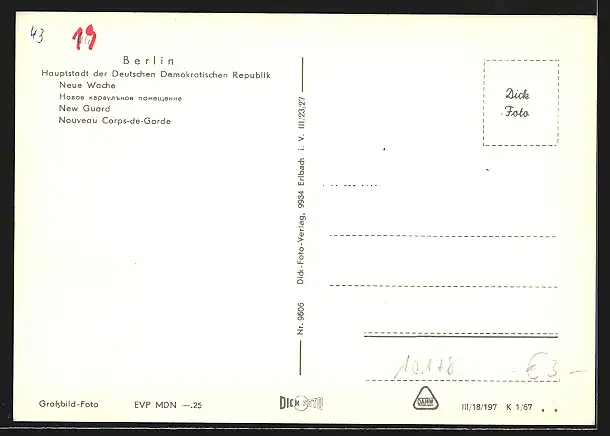 43
19
Berlin
Hauptstadt der Deutschen Demokratischen Republik
Neue Wache
Новое караульное помещение
New Guard
Nouveau Corps-de-Garde
Nr. 9606 Dick-Foto-Verlag, 9934 Erlbach i. V. III/23/27
Dick
Foto
10178
€ 3 –
Großbild-Foto
EVP MDN —.25
DICK FOTO
III/18/197 K 1/67